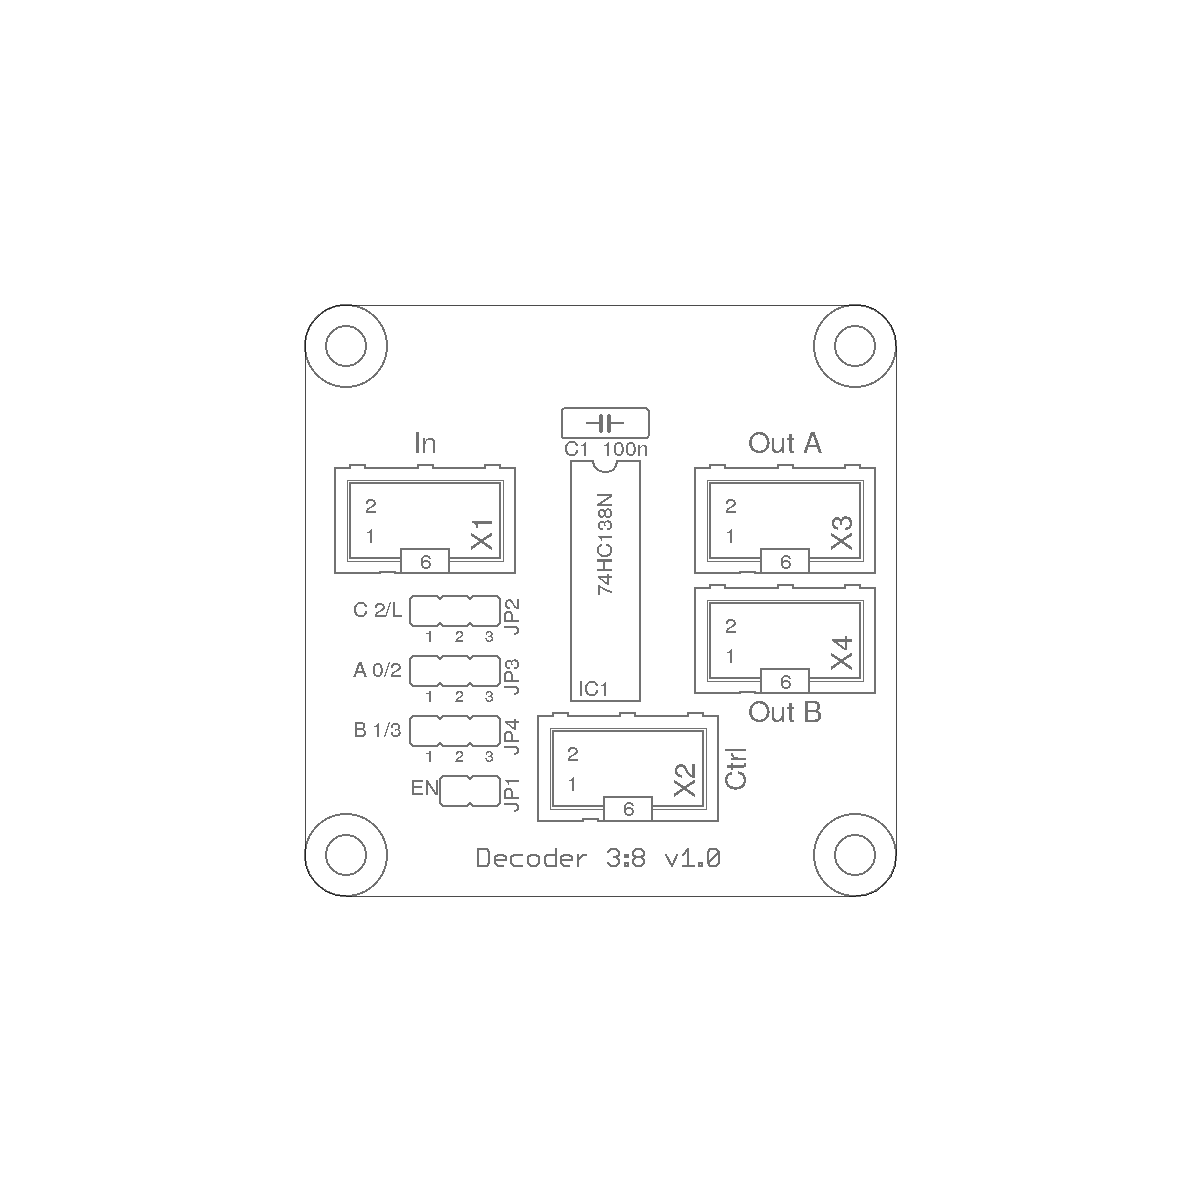 In
C1 100n
Out A
2
1
6
X1
74HC138N
IC1
2
1
6
X3
C 2/L
1 2 3
JP2
A 0/2
1 2 3
JP3
B 1/3
1 2 3
JP4
EN
JP1
2
1
6
X4
Out B
2
1
6
X2
Ctrl
Decoder 3:8 v1.0